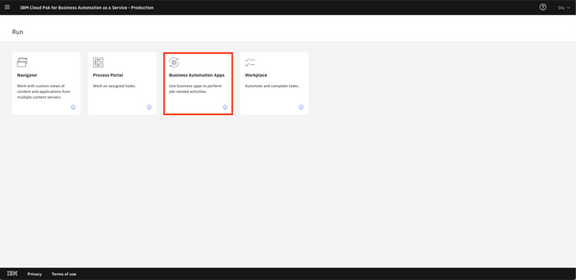 IBM Cloud Pak for Business Automation as a Service - Production
Stu
Run
Navigator
Work with custom views of
content and applications from
multiple content servers.
Process Portal
Work on assigned tasks.
Business Automation Apps
Use business apps to perform
job-related activities.
Workplace
Automate and complete tasks.
IBM
Privacy
Terms of use